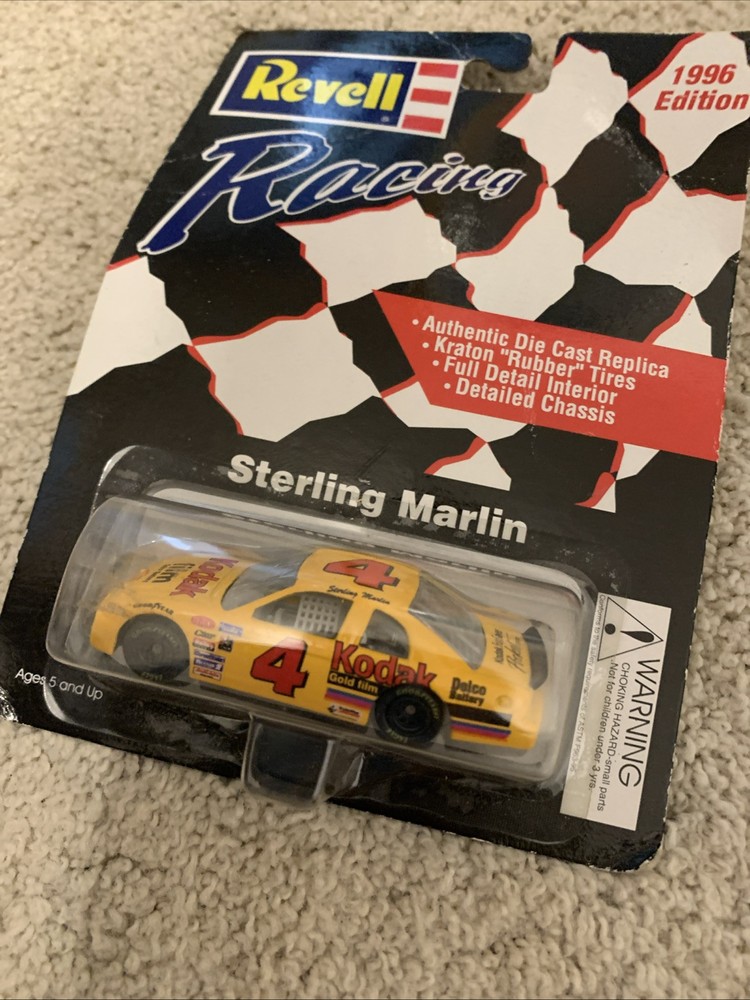 Revell
1996
Edition
Racing
• Authentic Die Cast Replica
• Kraton "Rubber" Tires
• Full Detail Interior
• Detailed Chassis
Sterling Marlin
4
Sterling Marlin
Kodak
film
GOODYEAR
4
Kodak
Gold film
Delco
Battery
Ages 5 and Up
WARNING
CHOKING HAZARD-small parts
Not for children under 3 yrs.